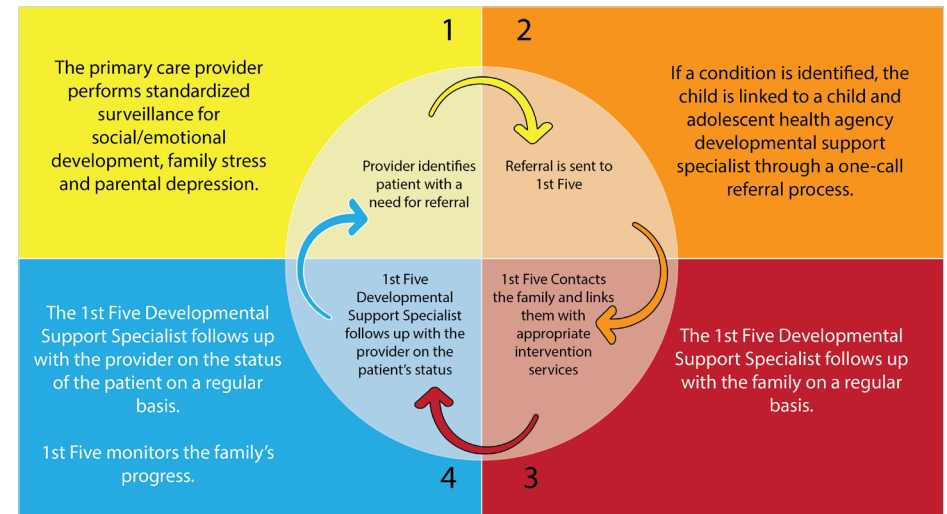 1
The primary care provider
performs standardized
surveillance for
social/emotional
development, family stress
and parental depression.
Provider identifies
patient with a
need for referral
2
If a condition is identified, the
child is linked to a child and
adolescent health agency
developmental support
specialist through a one-call
referral process.
Referral is sent to
1st Five
1st Five Contacts
the family and links
them with
appropriate
intervention
services
The 1st Five Developmental
Support Specialist follows up
with the family on a regular
basis.
3
1st Five
Developmental
Support Specialist
follows up with the
provider on the
patient's status
The 1st Five Developmental
Support Specialist follows up
with the provider on the status
of the patient on a regular
basis.
1st Five monitors the family's
progress.
4